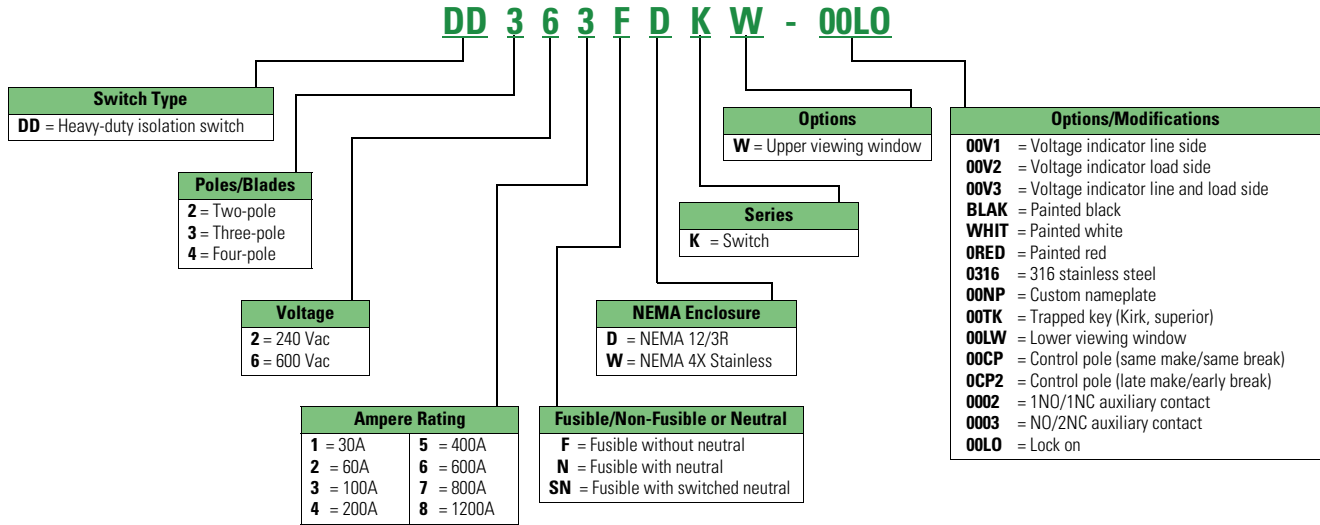 DD 3 6 3 F D K W - 00LO
Switch Type
DD = Heavy-duty isolation switch
Poles/Blades
2 = Two-pole
3 = Three-pole
4 = Four-pole
Voltage
2 = 240 Vac
6 = 600 Vac
Ampere Rating
1 = 30A
2 = 60A
3 = 100A
4 = 200A
5 = 400A
6 = 600A
7 = 800A
8 = 1200A
Fusible/Non-Fusible or Neutral
F = Fusible without neutral
N = Fusible with neutral
SN = Fusible with switched neutral
NEMA Enclosure
D = NEMA 12/3R
W = NEMA 4X Stainless
Series
K = Switch
Options
W = Upper viewing window
Options/Modifications
00V1 = Voltage indicator line side
00V2 = Voltage indicator load side
00V3 = Voltage indicator line and load side
BLAK = Painted black
WHIT = Painted white
0RED = Painted red
0316 = 316 stainless steel
00NP = Custom nameplate
00TK = Trapped key (Kirk, superior)
00LW = Lower viewing window
00CP = Control pole (same make/same break)
0CP2 = Control pole (late make/early break)
0002 = 1NO/1NC auxiliary contact
0003 = NO/2NC auxiliary contact
00LO = Lock on